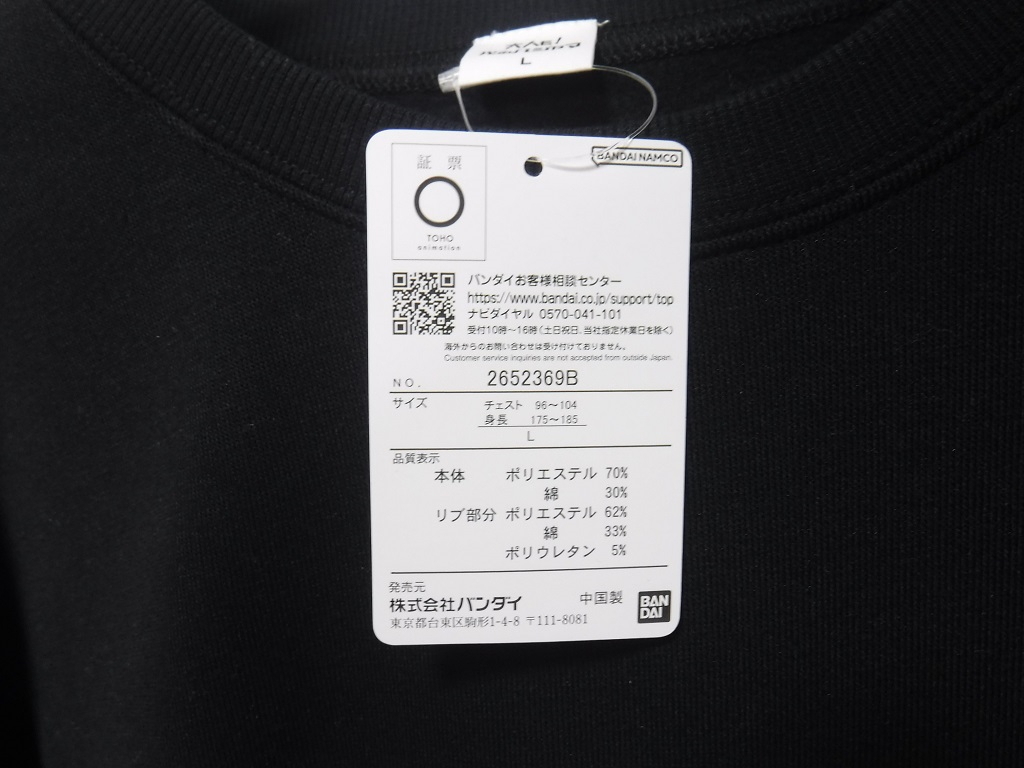 L
BANDAI NAMCO
証 票
TOHO
animation
バンダイお客様相談センター
https://www.bandai.co.jp/support/top
ナビダイヤル 0570-041-101
受付10時～16時(土日祝日、当社指定休業日を除く)
海外からのお問い合わせは受け付けておりません。
Customer service inquiries are not accepted from outside Japan.
NO. 2652369B
サイズ チェスト 96～104
身長 175～185
L
品質表示
本体 ポリエステル 70%
綿 30%
リブ部分 ポリエステル 62%
綿 33%
ポリウレタン 5%
発売元
株式会社バンダイ 中国製
東京都台東区駒形1-4-8 〒111-8081
BAN
DAI